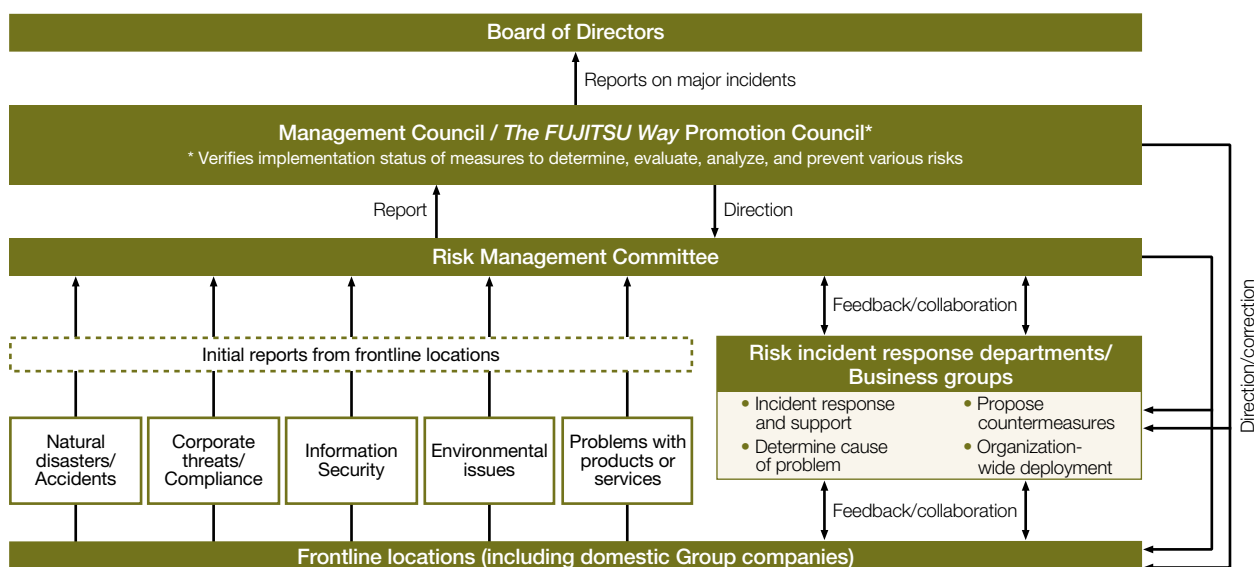 Board of Directors
Reports on major incidents
Management Council / The FUJITSU Way Promotion Council*
* Verifies implementation status of measures to determine, evaluate, analyze, and prevent various risks
Report
Direction
Risk Management Committee
Feedback/collaboration
Initial reports from frontline locations
Natural
disasters/
Accidents
Corporate
threats/
Compliance
Information
Security
Environmental
issues
Problems with
products or
services
Risk incident response departments/
Business groups
• Incident response
and support
• Determine cause
of problem
• Propose
countermeasures
• Organization-
wide deployment
Feedback/collaboration
Direction/correction
Frontline locations (including domestic Group companies)